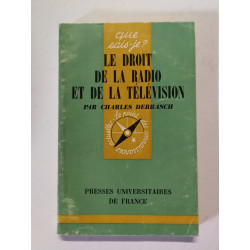 que
sais-je?
LE DROIT
DE LA RADIO
ET DE LA TÉLÉVISION
PAR CHARLES DEBBASCH
PRESSES UNIVERSITAIRES
DE FRANCE